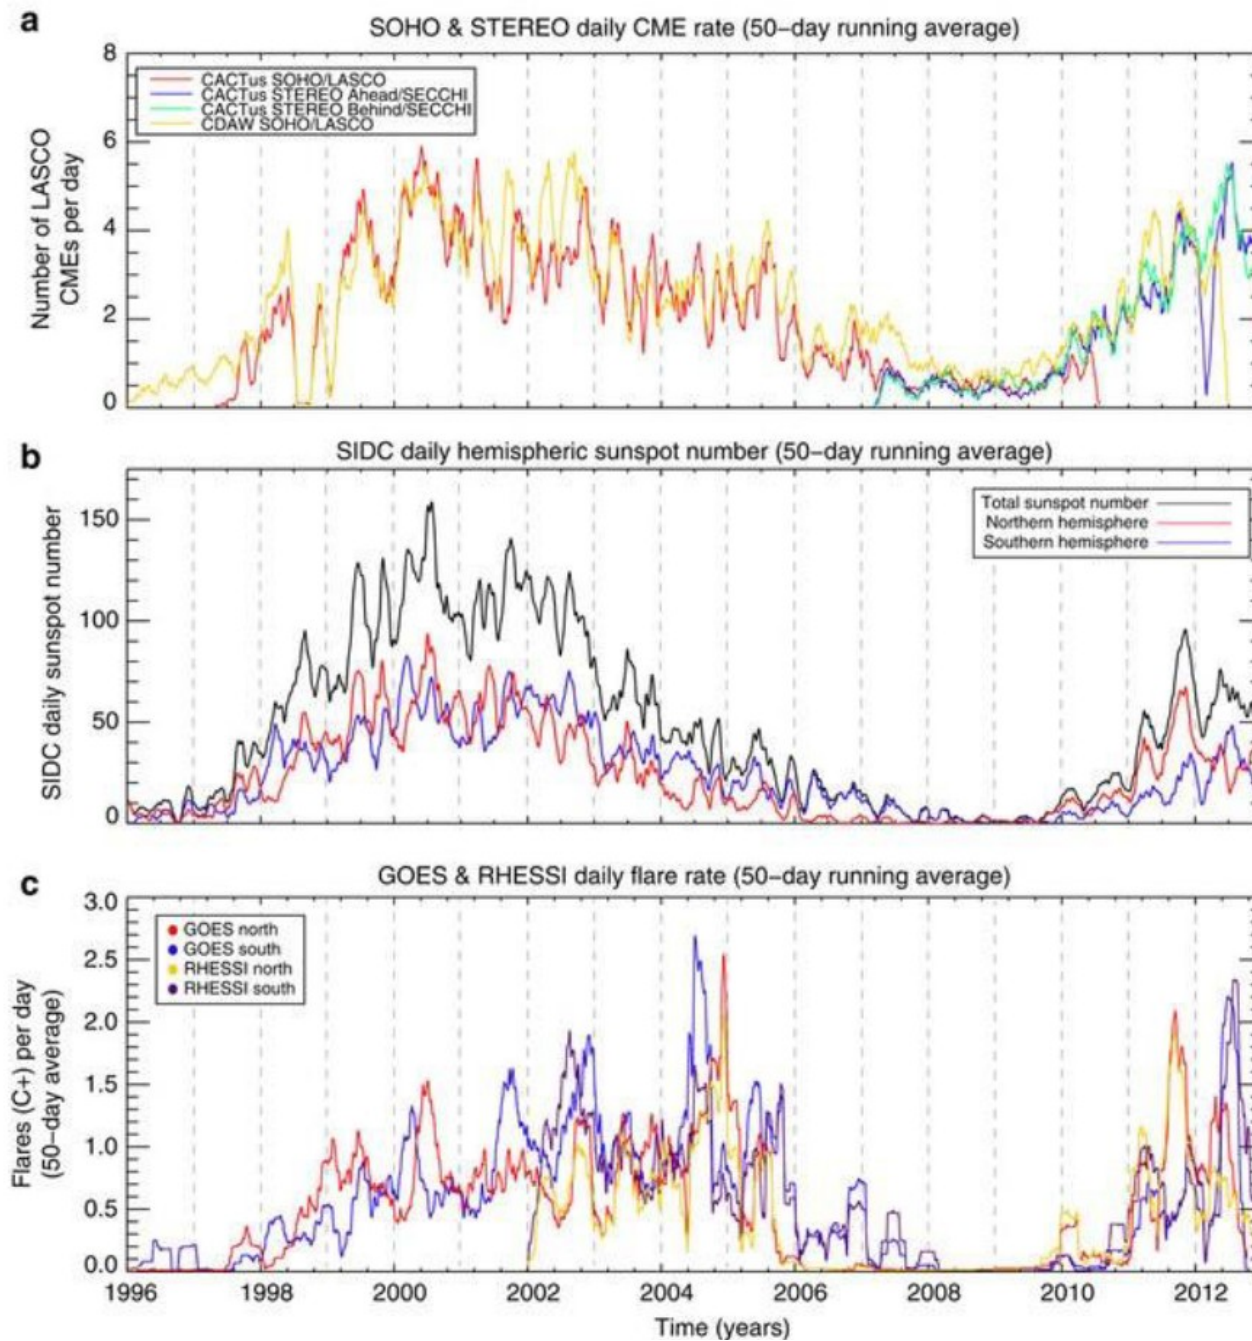 a
SOHO & STEREO daily CME rate (50−day running average)
8
6
4
2
0
Number of LASCO
CMEs per day
CACTus SOHO/LASCO
CACTus STEREO Ahead/SECCHI
CACTus STEREO Behind/SECCHI
CDAW SOHO/LASCO
b
SIDC daily hemispheric sunspot number (50−day running average)
150
100
50
0
SIDC daily sunspot number
Total sunspot number
Northern hemisphere
Southern hemisphere
c
GOES & RHESSI daily flare rate (50−day running average)
3.0
2.5
2.0
1.5
1.0
0.5
0.0
Flares (C+) per day
(50−day average)
GOES north
GOES south
RHESSI north
RHESSI south
1996 1998 2000 2002 2004 2006 2008 2010 2012
Time (years)